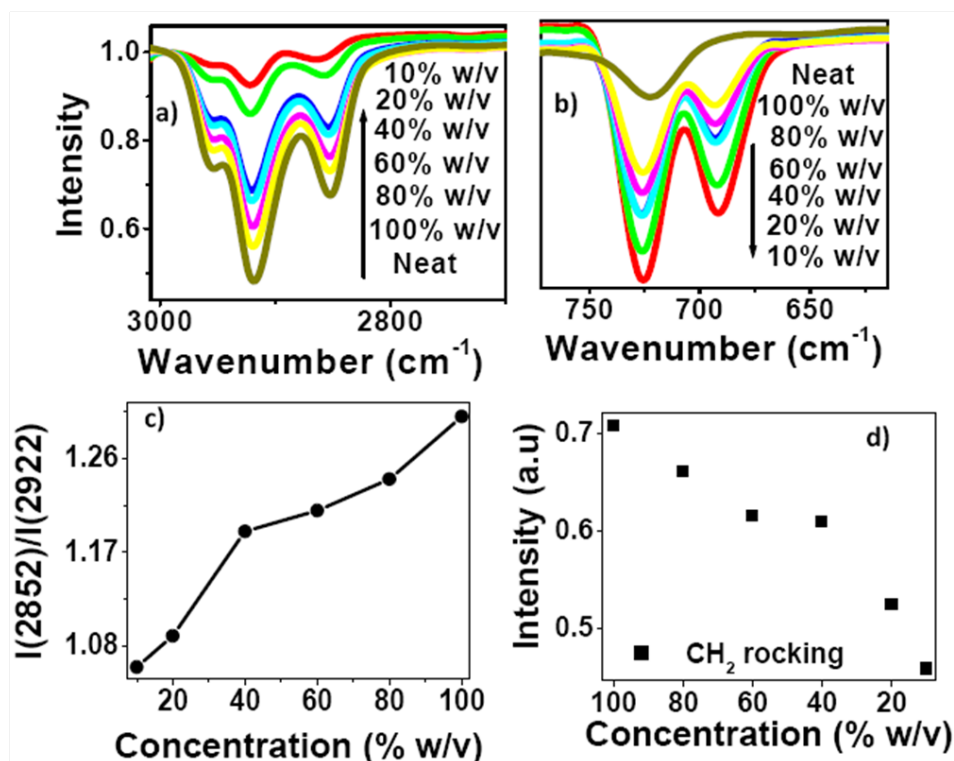 Intensity
1.0
0.8
0.6
a)
10% w/v
20% w/v
40% w/v
60% w/v
80% w/v
100% w/v
Neat
3000
2800
Wavenumber (cm⁻¹)
b)
Neat
100% w/v
80% w/v
60% w/v
40% w/v
20% w/v
10% w/v
750
700
650
Wavenumber (cm⁻¹)
I(2852)/I(2922)
c)
1.26
1.17
1.08
20
40
60
80
100
Concentration (% w/v)
Intensity (a.u)
d)
0.7
0.6
0.5
CH₂ rocking
100
80
60
40
20
Concentration (% w/v)